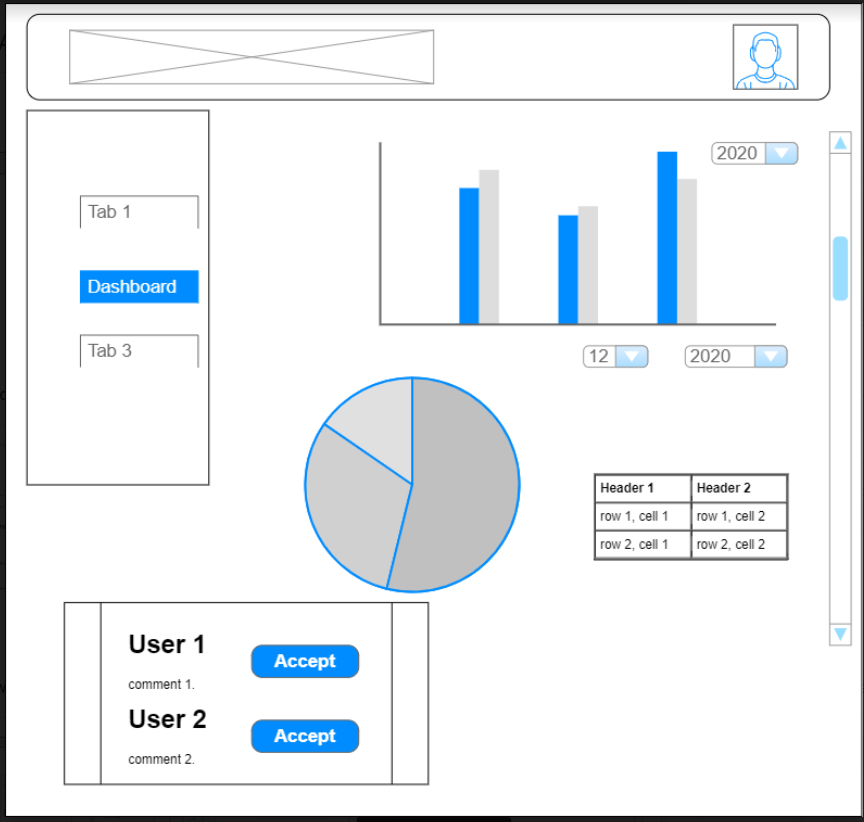 2020
Tab 1
Dashboard
Tab 3
12 2020
Header 1 Header 2
row 1, cell 1 row 1, cell 2
row 2, cell 1 row 2, cell 2
User 1
Accept
comment 1.
User 2
Accept
comment 2.